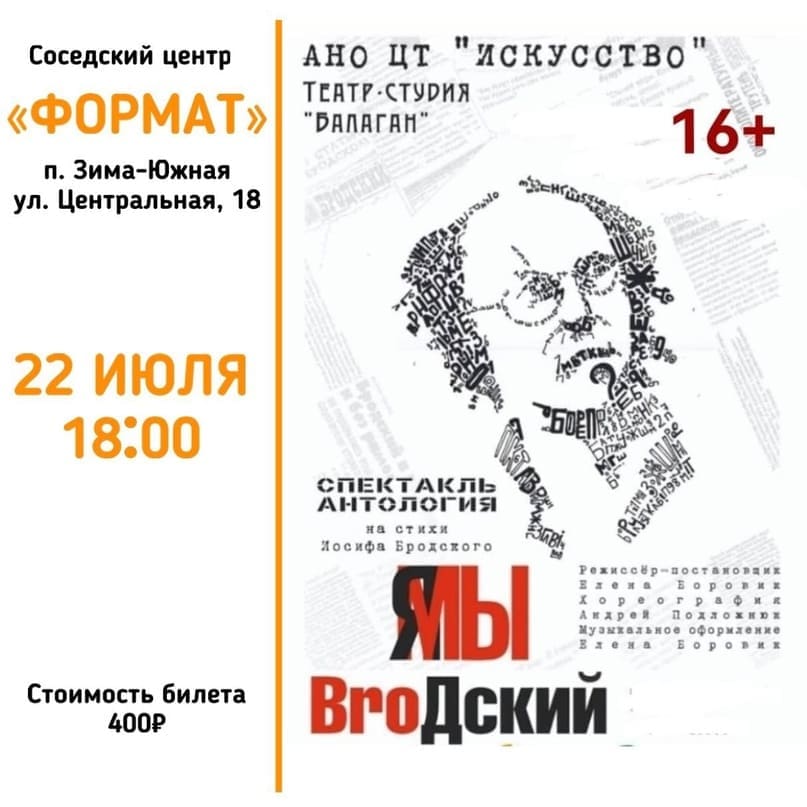 Соседский центр
«ФОРМАТ»
п. Зима-Южная
ул. Центральная, 18
22 ИЮЛЯ
18:00
Стоимость билета
400₽
АНО ЦТ "ИСКУССТВО"
ТЕАТР-СТУДИЯ
"БАЛАГАН"
16+
СПЕКТАКЛЬ
АНТОЛОГИЯ
на стихи
Иосифа Бродского
ЯМЫ
BroДский
Режиссёр-постановщик
Елена Боровик
Хореография
Андрей Подложнюк
Музыкальное оформление
Елена Боровик